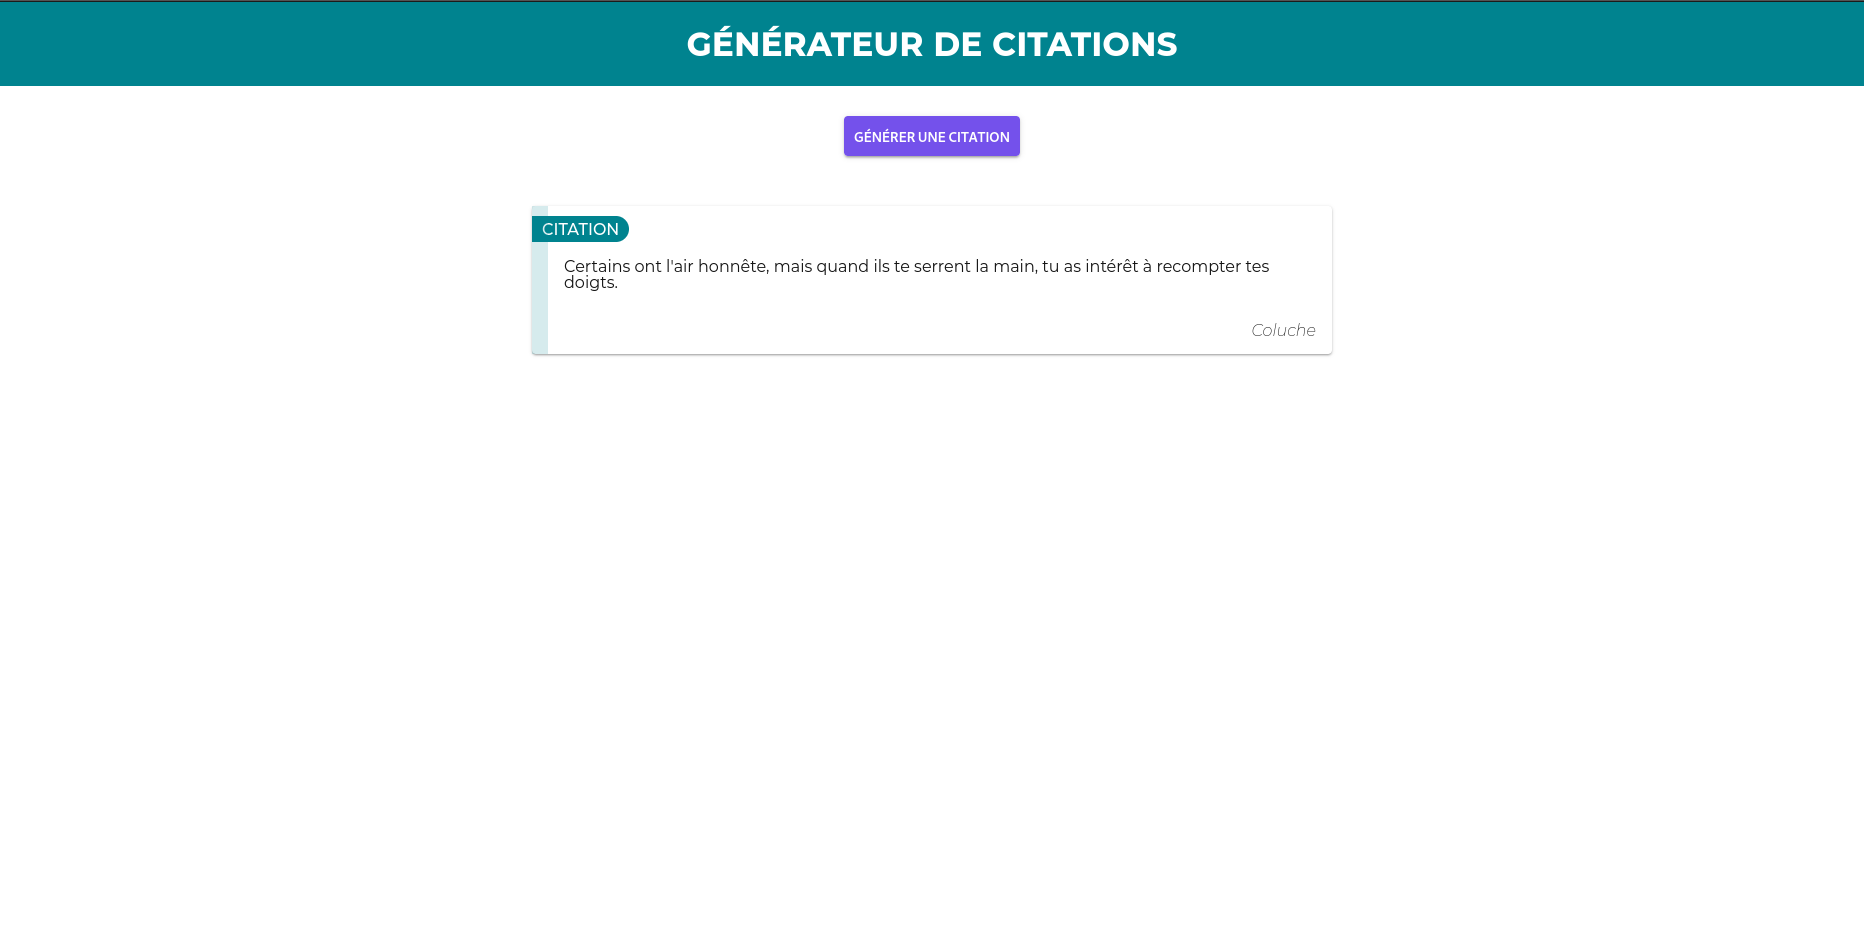 GÉNÉRATEUR DE CITATIONS
GÉNÉRER UNE CITATION
CITATION
Certains ont l'air honnête, mais quand ils te serrent la main, tu as intérêt à recompter tes
doigts.
Coluche